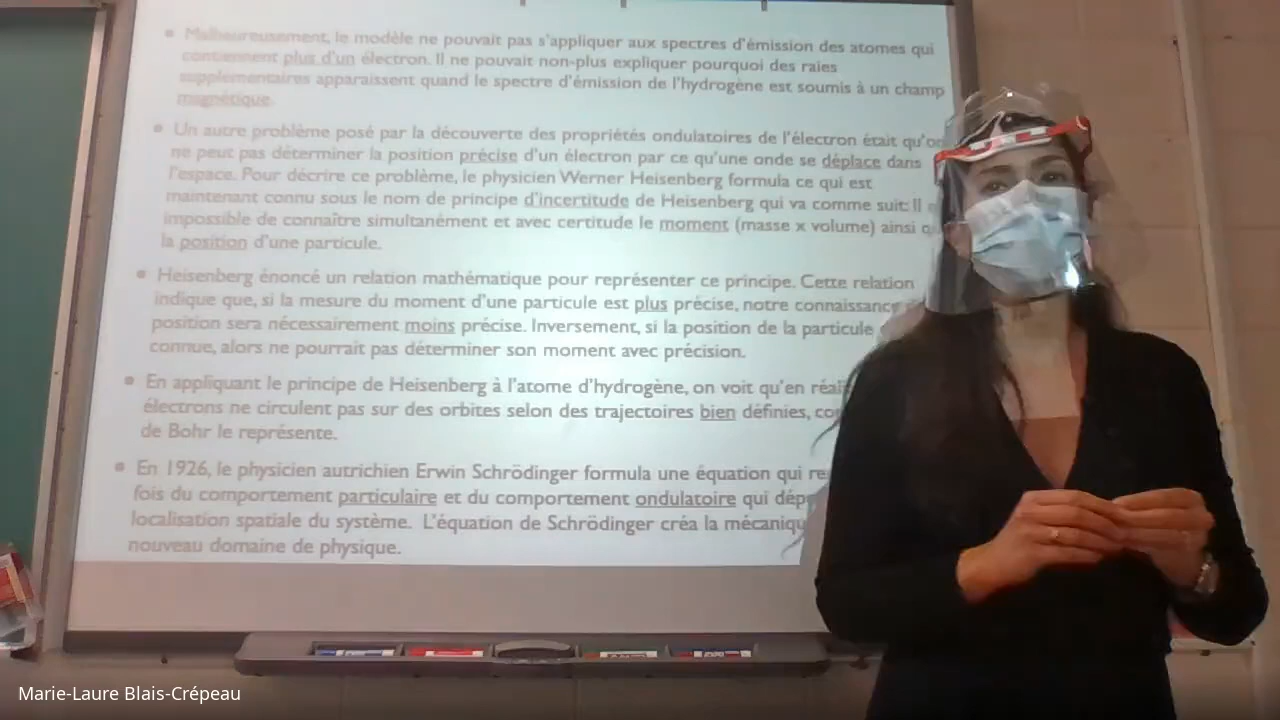 Malheureusement, le modèle ne pouvait pas s'appliquer aux spectres d'émission des atomes qui
contiennent plus d'un électron. Il ne pouvait non-plus expliquer pourquoi des raies
supplémentaires apparaissent quand le spectre d'émission de l'hydrogène est soumis à un champ
magnétique.
Un autre problème posé par la découverte des propriétés ondulatoires de l'électron était
ne peut pas déterminer la position précise d'un électron par ce qu'une onde se déplace dans
l'espace. Pour décrire ce problème, le physicien Werner Heisenberg formula ce qui est
maintenant connu sous le nom de principe d'incertitude de Heisenberg qui va comme suit: Il
impossible de connaître simultanément et avec certitude le moment (masse x volume) ainsi
la position d'une particule.
Heisenberg énoncé un relation mathématique pour représenter ce principe. Cette relation
indique que, si la mesure du moment d'une particule est plus précise, notre connaissance
position sera nécessairement moins précise. Inversement, si la position de la particule
connue, alors ne pourrait pas déterminer son moment avec précision.
En appliquant le principe de Heisenberg à l'atome d'hydrogène, on voit qu'en
électrons ne circulent pas sur des orbites selon des trajectoires bien définies,
de Bohr le représente.
En 1926, le physicien autrichien Erwin Schrödinger formula une équation qui
fois du comportement particulaire et du comportement ondulatoire qui
localisation spatiale du système. L'équation de Schrödinger créa la
nouveau domaine de physique.
Marie-Laure Blais-Crépeau